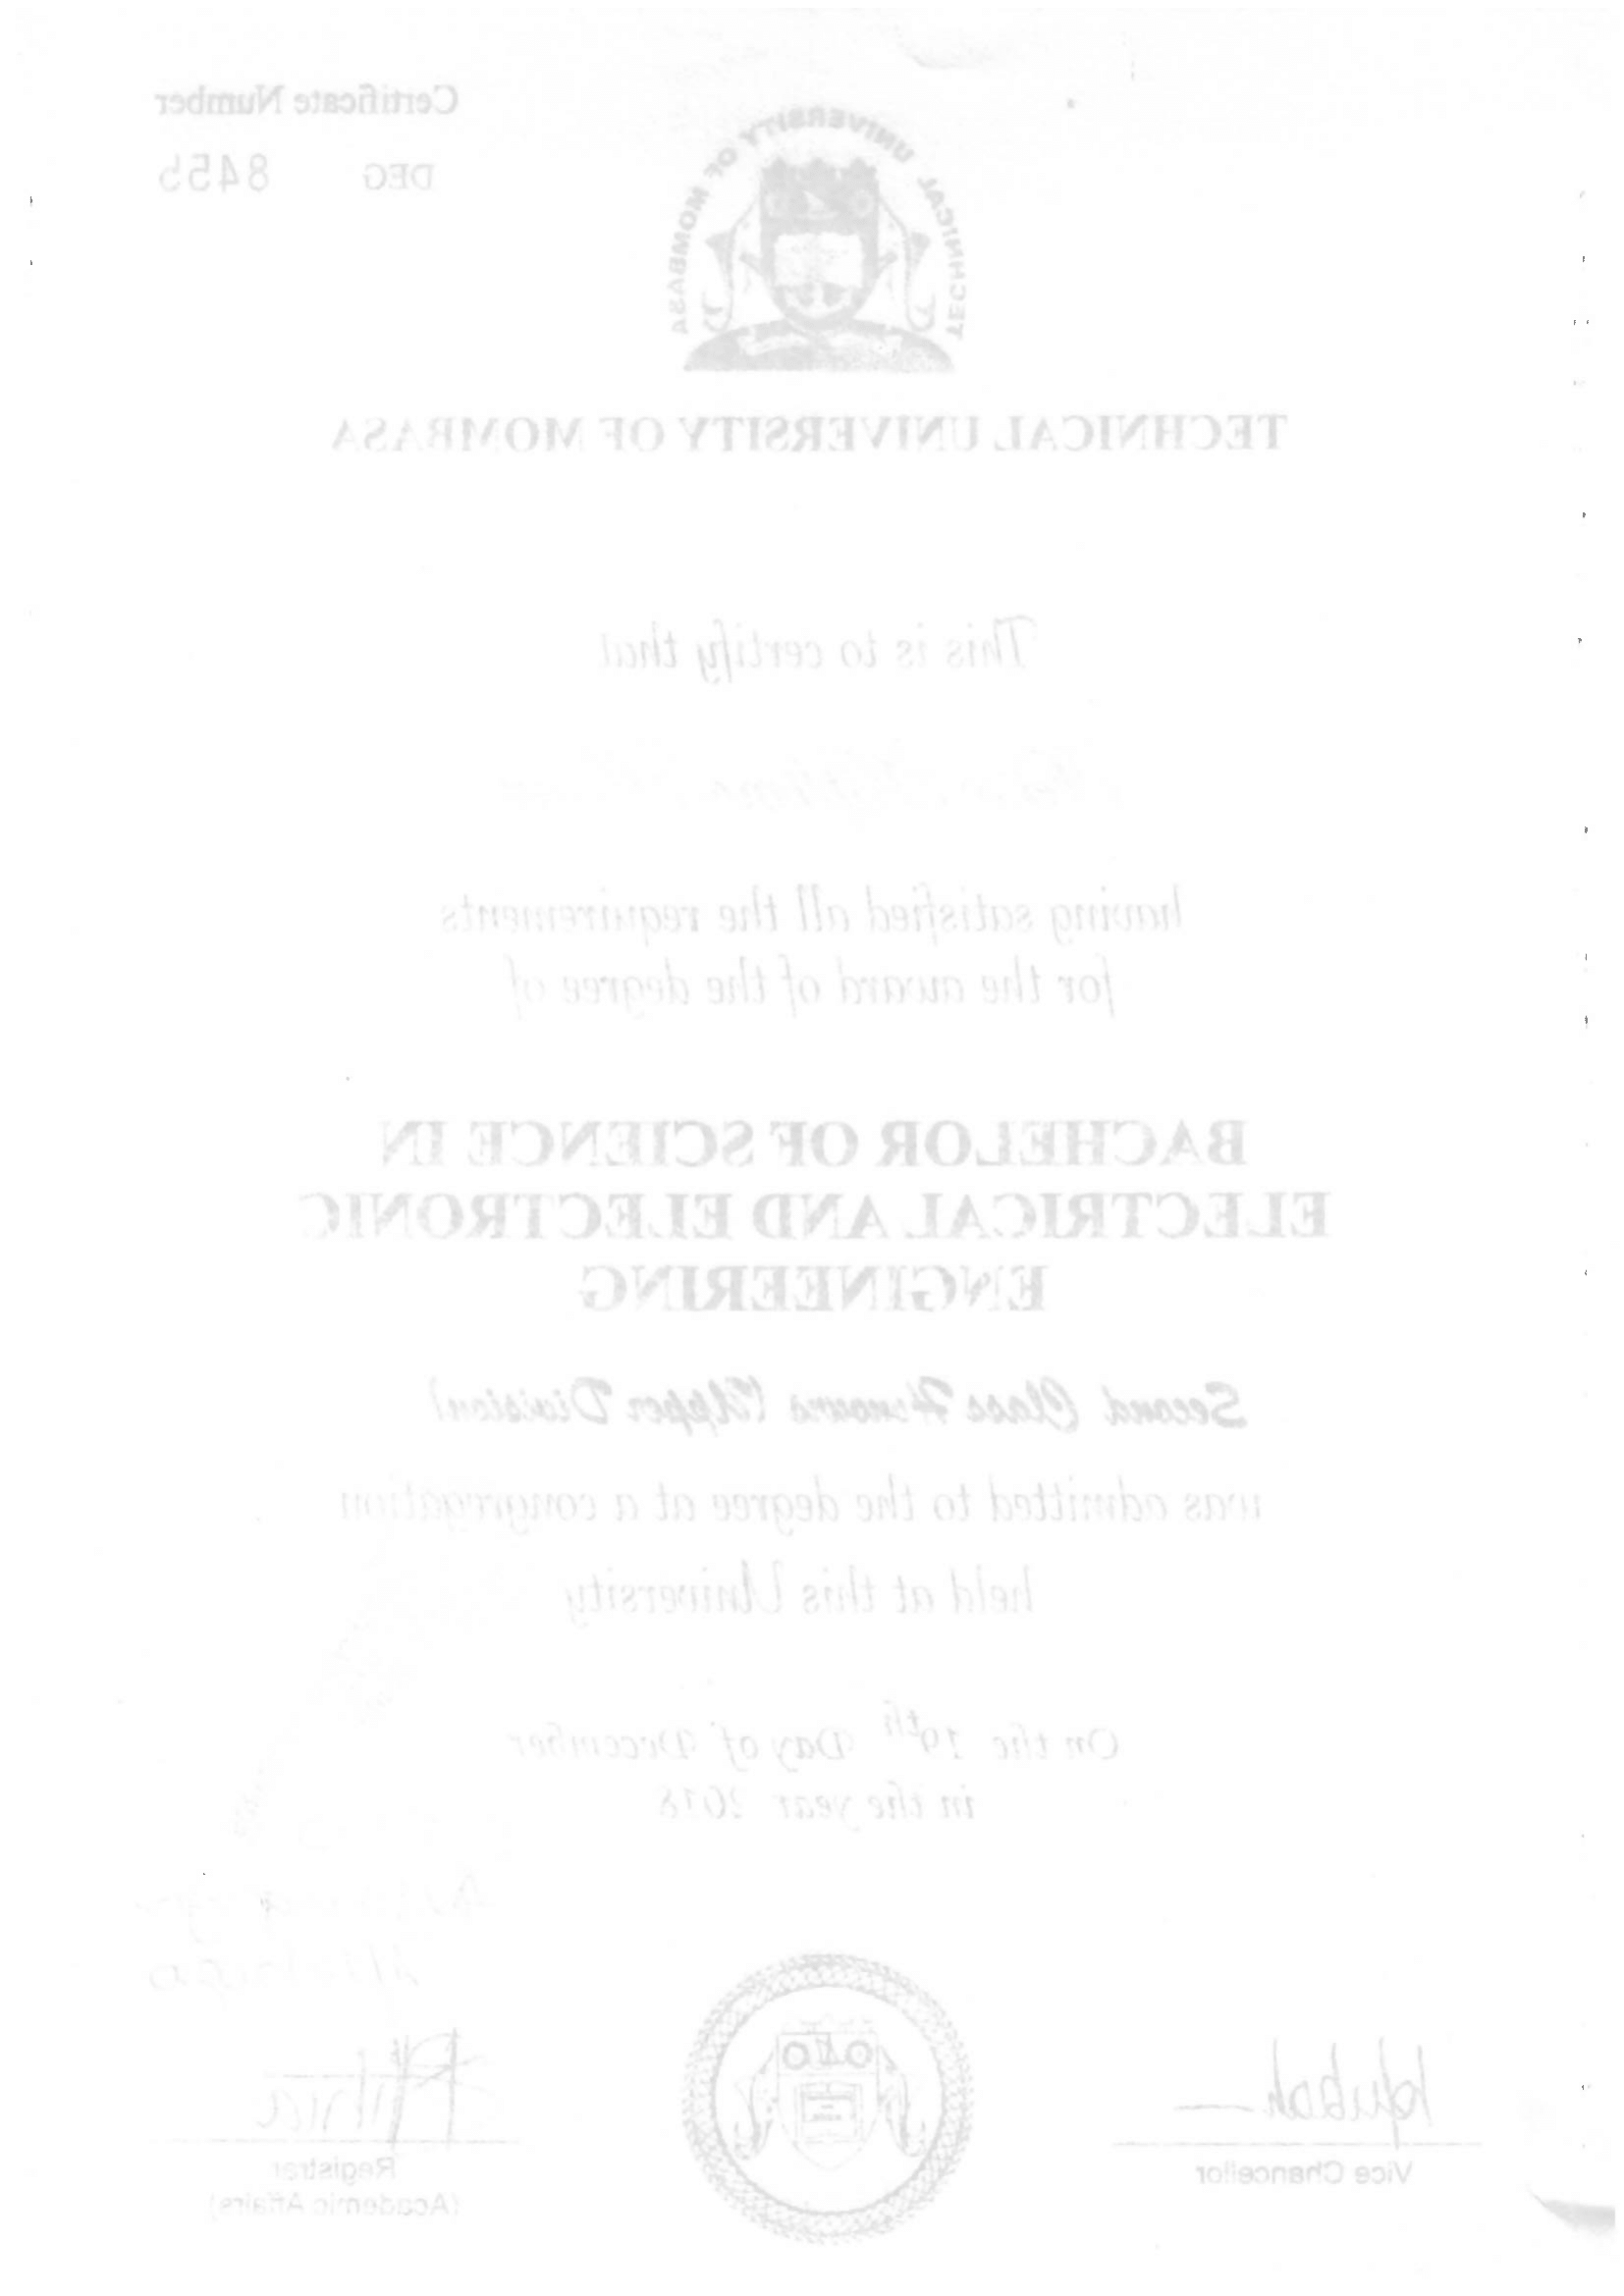 Certificate Number
DEG 8455
TECHNICAL UNIVERSITY OF MOMBASA
TECHNICAL UNIVERSITY OF MOMBASA
This is to certify that
having satisfied all the requirements
for the award of the degree of
BACHELOR OF SCIENCE IN
ELECTRICAL AND ELECTRONIC
ENGINEERING
Second Class Honours (Upper Division)
was admitted to the degree at a congregation
held at this University
On the 19th Day of December
in the year 2018
Vice Chancellor
Registrar
(Academic Affairs)